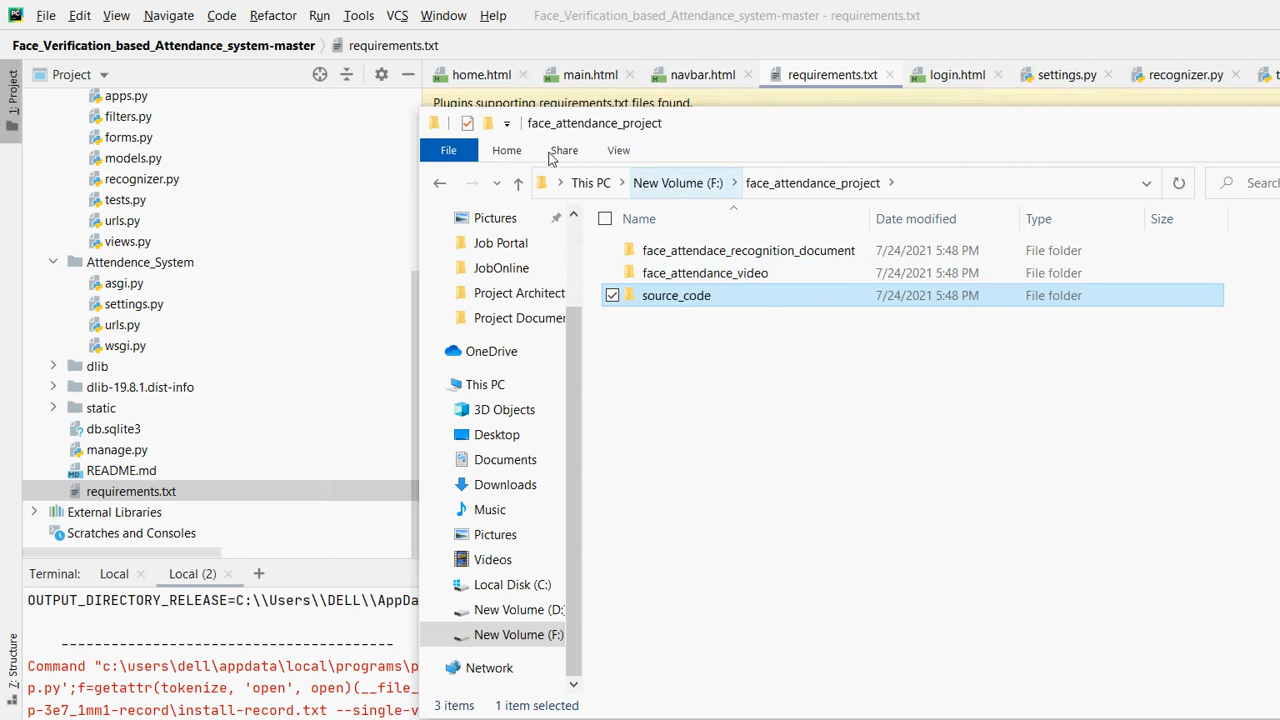 File Edit View Navigate Code Refactor Run Tools VCS Window Help Face_Verification_based_Attendance_system-master - requirements.txt
Face_Verification_based_Attendance_system-master requirements.txt
1: Project
Project
home.html main.html navbar.html requirements.txt login.html settings.py recognizer.py
Plugins supporting requirements.txt files found.
apps.py
filters.py
forms.py
models.py
recognizer.py
tests.py
urls.py
views.py
Attendence_System
asgi.py
settings.py
urls.py
wsgi.py
dlib
dlib-19.8.1.dist-info
static
db.sqlite3
manage.py
README.md
requirements.txt
External Libraries
Scratches and Consoles
face_attendance_project
File Home Share View
This PC New Volume (F:) face_attendance_project
Searc
Pictures
Job Portal
JobOnline
Project Architect
Project Documer
OneDrive
This PC
3D Objects
Desktop
Documents
Downloads
Music
Pictures
Videos
Local Disk (C:)
New Volume (D:)
New Volume (F:)
Network
Name Date modified Type Size
face_attendace_recognition_document 7/24/2021 5:48 PM File folder
face_attendance_video 7/24/2021 5:48 PM File folder
source_code 7/24/2021 5:48 PM File folder
3 items 1 item selected
7: Structure
Terminal: Local Local (2) +
OUTPUT_DIRECTORY_RELEASE=C:\\Users\\DELL\\AppDa
----------------------------------------
Command "c:\users\dell\appdata\local\programs\p
p.py';f=getattr(tokenize, 'open', open)(__file_
p-3e7_1mm1-record\install-record.txt --single-v